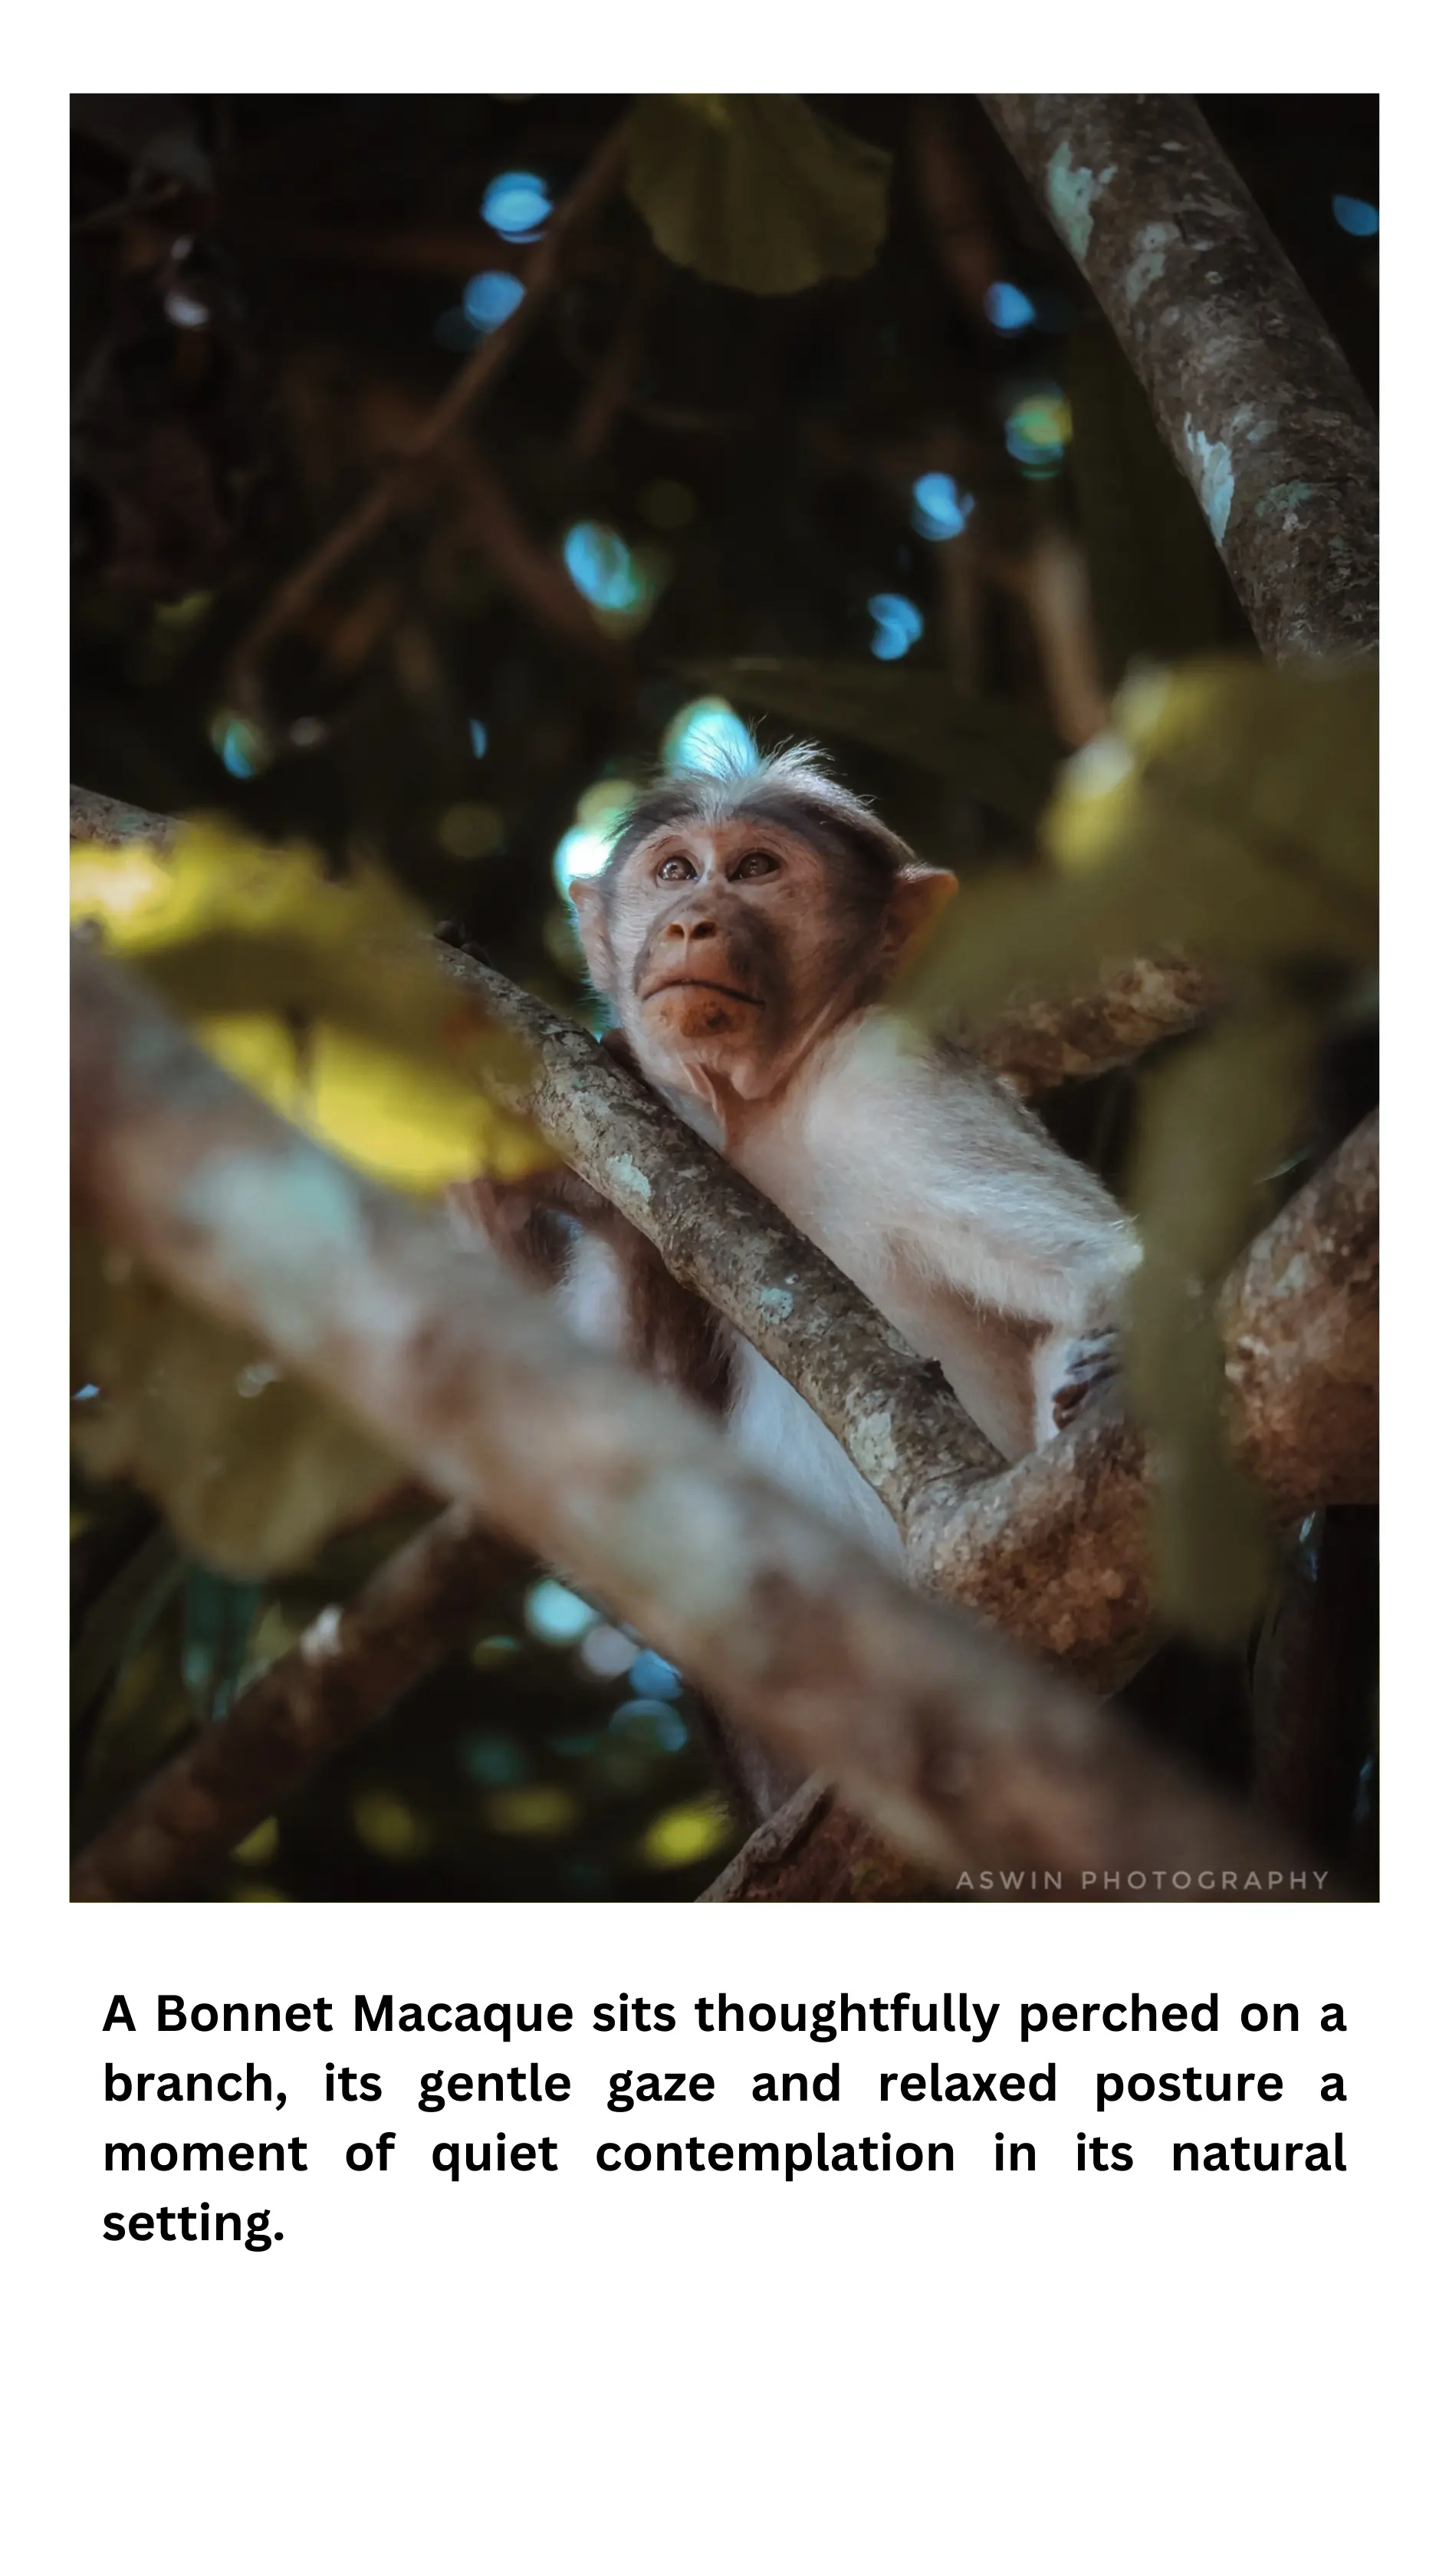 ASWIN PHOTOGRAPHY
A Bonnet Macaque sits thoughtfully perched on a
branch, its gentle gaze and relaxed posture a
moment of quiet contemplation in its natural
setting.